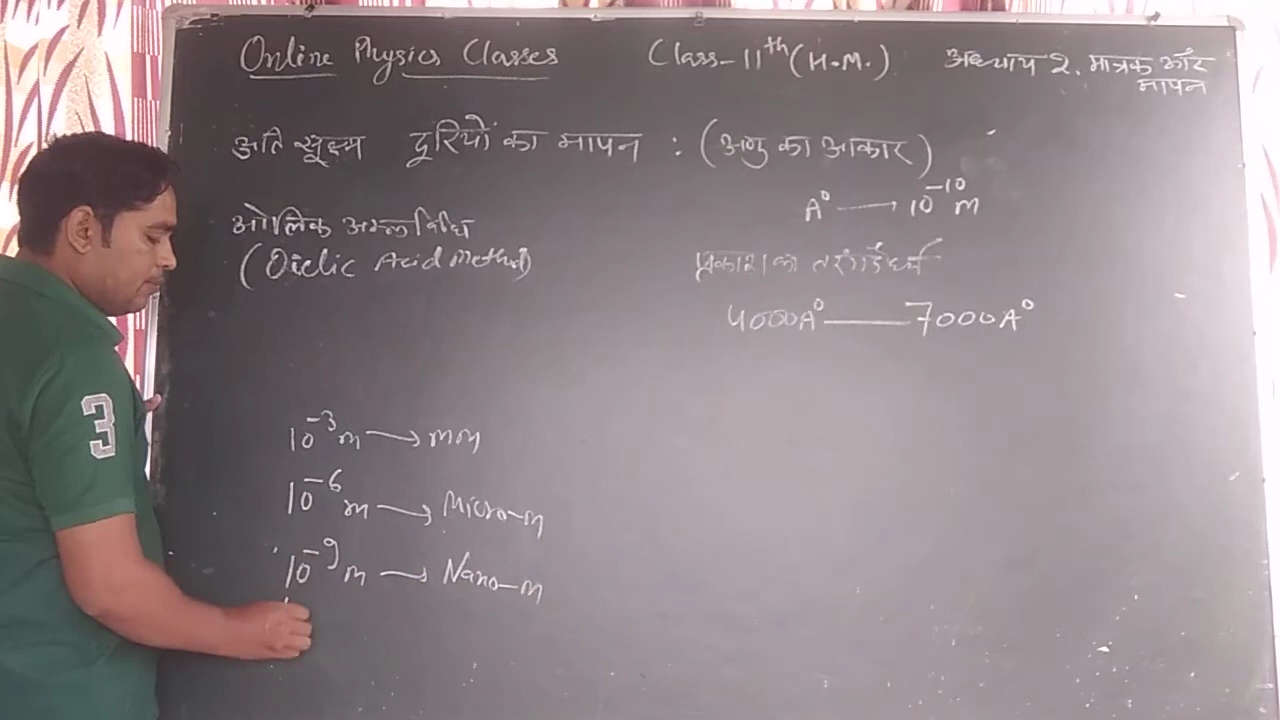 Online Physics Classes Class-11th (H.M.) अध्याय 2. मात्रक और
मापन
अति सूक्ष्म दूरियों का मापन : (अणु का आकार)
A° → 10⁻¹⁰ m
ओलिक अम्ल विधि
(Oielic Acid Method)
प्रकाश का तरंगदैर्ध्य
4000A° — 7000A°
10⁻³ m → mm
10⁻⁶ m → Micro-m
10⁻⁹ m → Nano-m
3